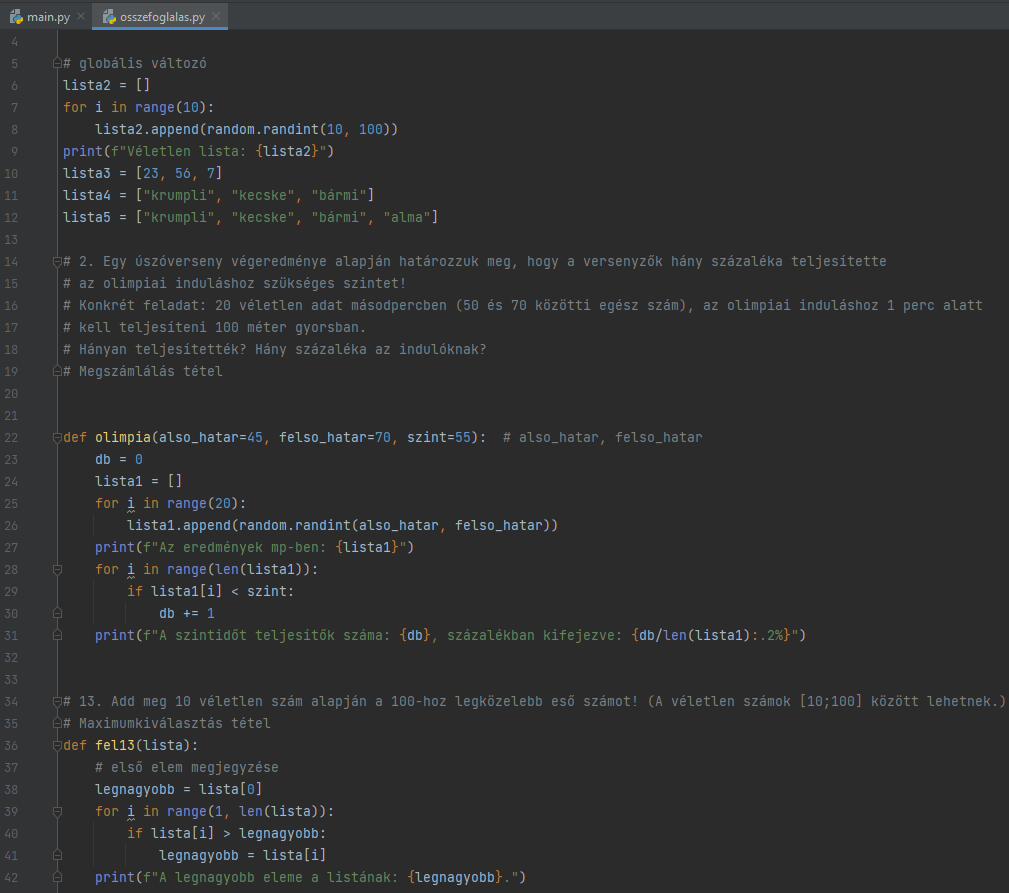 main.py osszefoglalas.py
4
5 # globális változó
6 lista2 = []
7 for i in range(10):
8     lista2.append(random.randint(10, 100))
9 print(f"Véletlen lista: {lista2}")
10 lista3 = [23, 56, 7]
11 lista4 = ["krumpli", "kecske", "bármi"]
12 lista5 = ["krumpli", "kecske", "bármi", "alma"]
13
14 # 2. Egy úszóverseny végeredménye alapján határozzuk meg, hogy a versenyzők hány százaléka teljesítette
15 # az olimpiai induláshoz szükséges szintet!
16 # Konkrét feladat: 20 véletlen adat másodpercben (50 és 70 közötti egész szám), az olimpiai induláshoz 1 perc alatt
17 # kell teljesíteni 100 méter gyorsban.
18 # Hányan teljesítették? Hány százaléka az indulóknak?
19 # Megszámlálás tétel
20
21
22 def olimpia(also_hatar=45, felso_hatar=70, szint=55):  # also_hatar, felso_hatar
23     db = 0
24     lista1 = []
25     for i in range(20):
26         lista1.append(random.randint(also_hatar, felso_hatar))
27     print(f"Az eredmények mp-ben: {lista1}")
28     for i in range(len(lista1)):
29         if lista1[i] < szint:
30             db += 1
31     print(f"A szintidőt teljesítők száma: {db}, százalékban kifejezve: {db/len(lista1):.2%}")
32
33
34 # 13. Add meg 10 véletlen szám alapján a 100-hoz legközelebb eső számot! (A véletlen számok [10;100] között lehetnek.)
35 # Maximumkiválasztás tétel
36 def fel13(lista):
37     # első elem megjegyzése
38     legnagyobb = lista[0]
39     for i in range(1, len(lista)):
40         if lista[i] > legnagyobb:
41             legnagyobb = lista[i]
42     print(f"A legnagyobb eleme a listának: {legnagyobb}.")